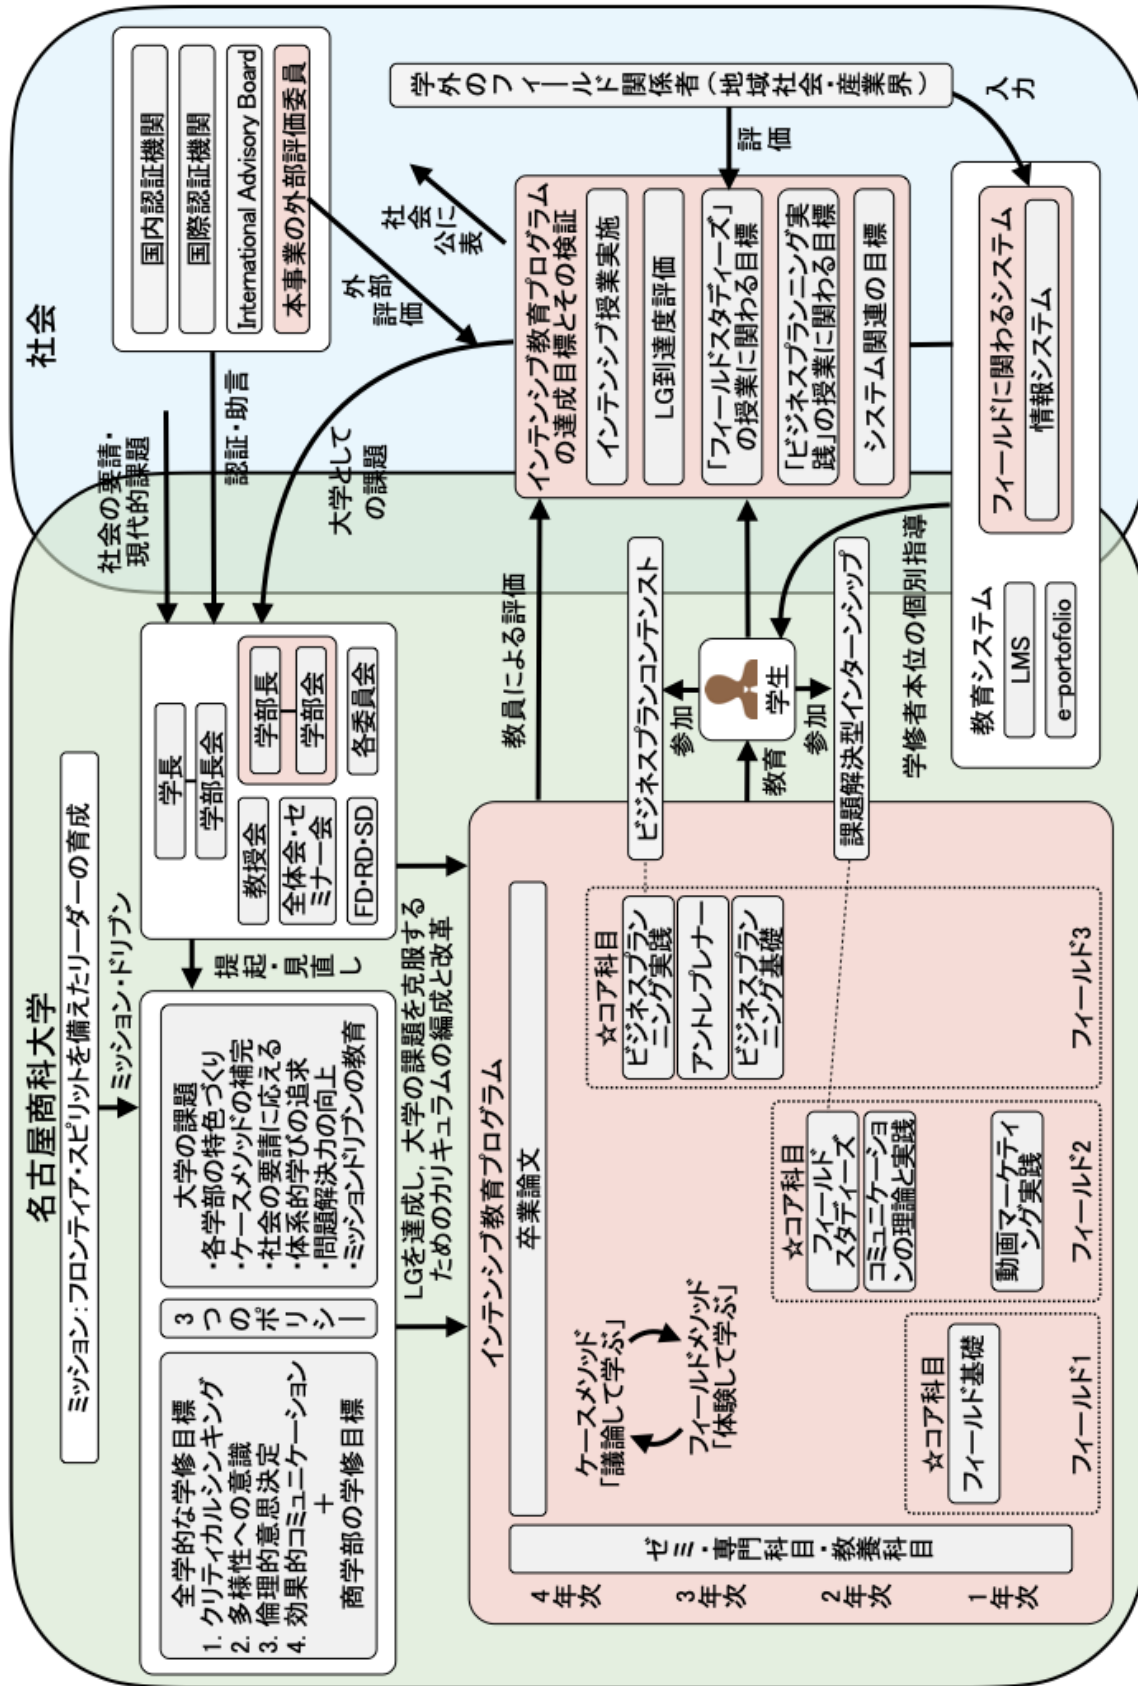 名古屋商科大学
ミッション：フロンティア・スピリットを備えたリーダーの育成
ミッション・ドリブン
全学的な学修目標
1. クリティカルシンキング
2. 多様性への意識
3. 倫理的意思決定
4. 効果的コミュニケーション
＋
商学部の学修目標
3つのポリシー
大学の課題
・各学部の特色づくり
・ケースメソッドの補完
・社会の要請に応える
・体系的学びの追求
・問題解決力の向上
・ミッションドリブンの教育
提起・見直し
学長
学部長会
教授会
全体会・セ
ミナー会
FD・RD・SD
学部長
学部会
各委員会
社会の要請・
現代的課題
認証・助言
大学として
の課題
社会
国内認証機関
国際認証機関
International Advisory Board
本事業の外部評価委員
外部
評価
社会
公に
表
LGを達成し，大学の課題を克服する
ためのカリキュラムの編成と改革
インテンシブ教育プログラム
卒業論文
ゼミ・専門科目・教養科目
4年次
3年次
2年次
1年次
ケースメソッド
「議論して学ぶ」
フィールドメソッド
「体験して学ぶ」
☆コア科目
フィールド基礎
フィールド1
☆コア科目
フィールド
スタディーズ
コミュニケーショ
ンの理論と実践
動画マーケティ
ング実践
フィールド2
☆コア科目
ビジネスプラン
ニング実践
アントレプレナー
ビジネスプラン
ニング基礎
フィールド3
教員による評価
ビジネスプランコンテンスト
参加
学生
教育
参加
課題解決型インターンシップ
学修者本位の個別指導
インテンシブ教育プログラム
の達成目標とその検証
インテンシブ授業実施
LG到達度評価
「フィールドスタディーズ」
の授業に関わる目標
「ビジネスプランニング実
践」の授業に関わる目標
システム関連の目標
学外のフィールド関係者（地域社会・産業界）
評価
入力
教育システム
LMS
e-portofolio
フィールドに関わるシステム
情報システム